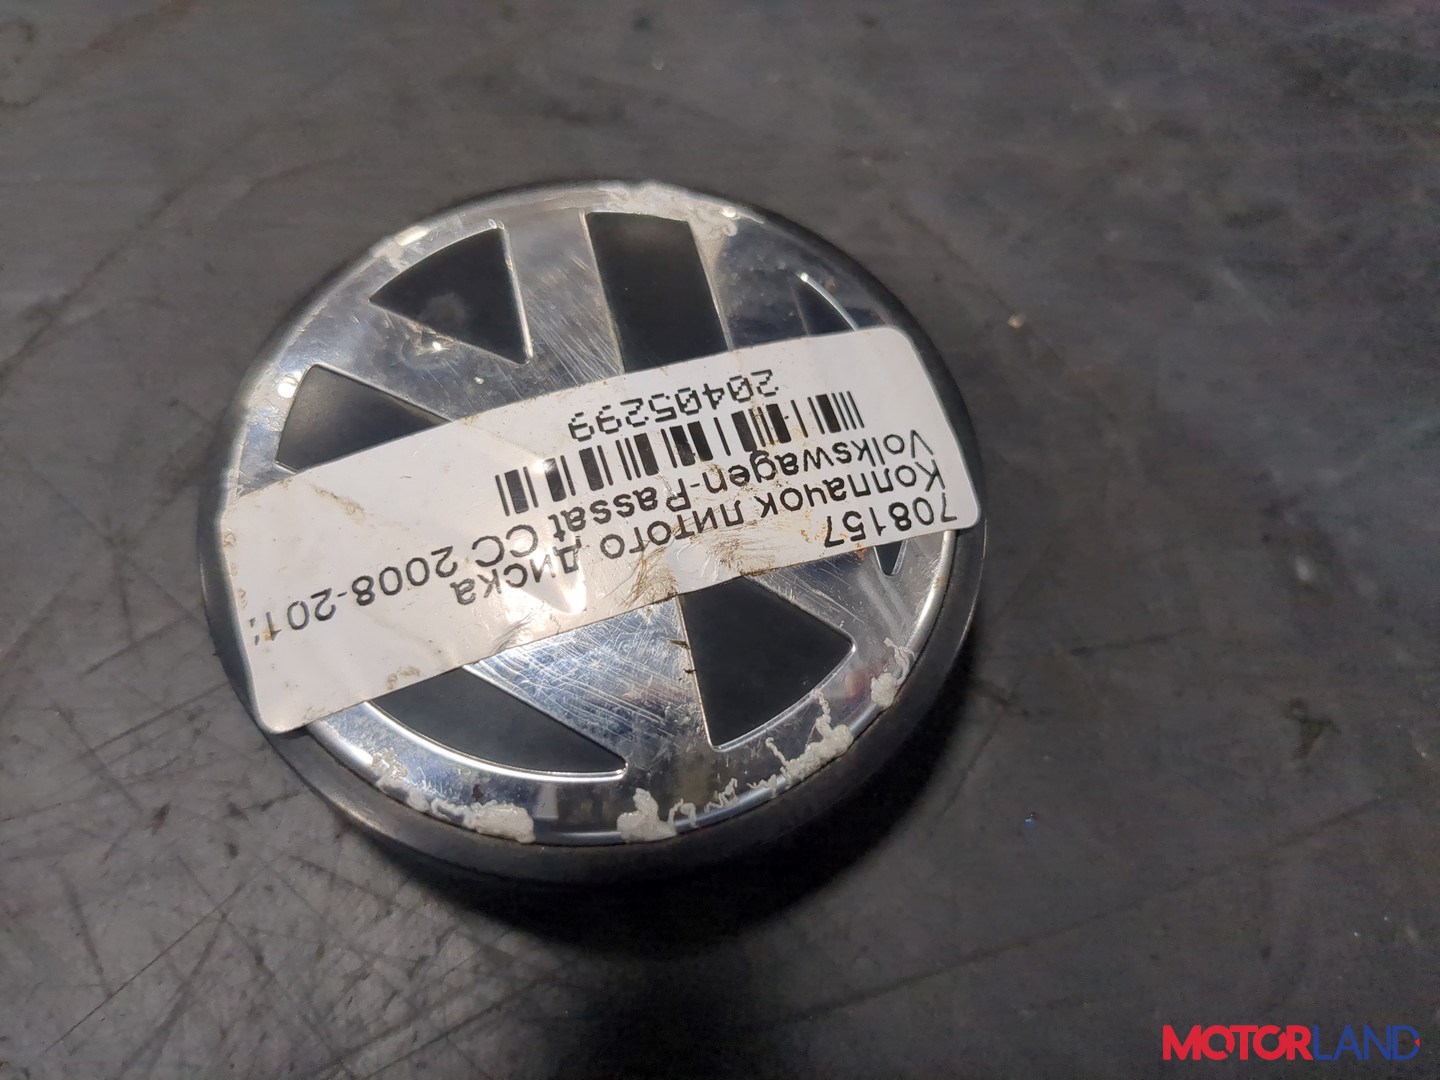 708157
Колпачок литого диска
Volkswagen Passat CC 2008-201
20405299
MOTORLAND